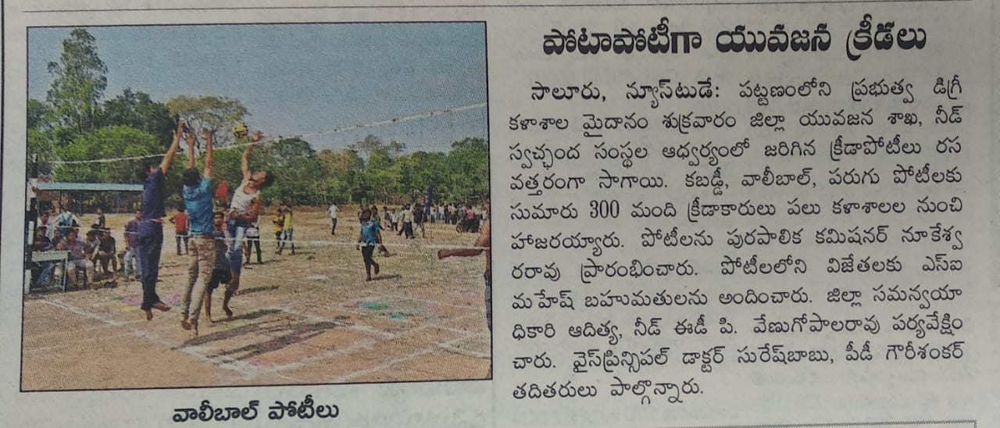 పోటాపోటీగా యువజన క్రీడలు
సాలూరు, న్యూస్‌టుడే: పట్టణంలోని ప్రభుత్వ డిగ్రీ
కళాశాల మైదానం శుక్రవారం జిల్లా యువజన శాఖ, నీడ్
స్వచ్ఛంద సంస్థల ఆధ్వర్యంలో జరిగిన క్రీడాపోటీలు రస
వత్తరంగా సాగాయి. కబడ్డీ, వాలీబాల్, పరుగు పోటీలకు
సుమారు 300 మంది క్రీడాకారులు పలు కళాశాలల నుంచి
హాజరయ్యారు. పోటీలను పురపాలిక కమిషనర్ నూకేశ్వ
రరావు ప్రారంభించారు. పోటీలలోని విజేతలకు ఎస్ఐ
మహేష్ బహుమతులను అందించారు. జిల్లా సమన్వయా
ధికారి ఆదిత్య, నీడ్ ఈడీ పి. వేణుగోపాలరావు పర్యవేక్షిం
చారు. వైస్‌ప్రిన్సిపల్ డాక్టర్ సురేష్‌బాబు, పీడీ గౌరీశంకర్
తదితరులు పాల్గొన్నారు.
వాలీబాల్ పోటీలు